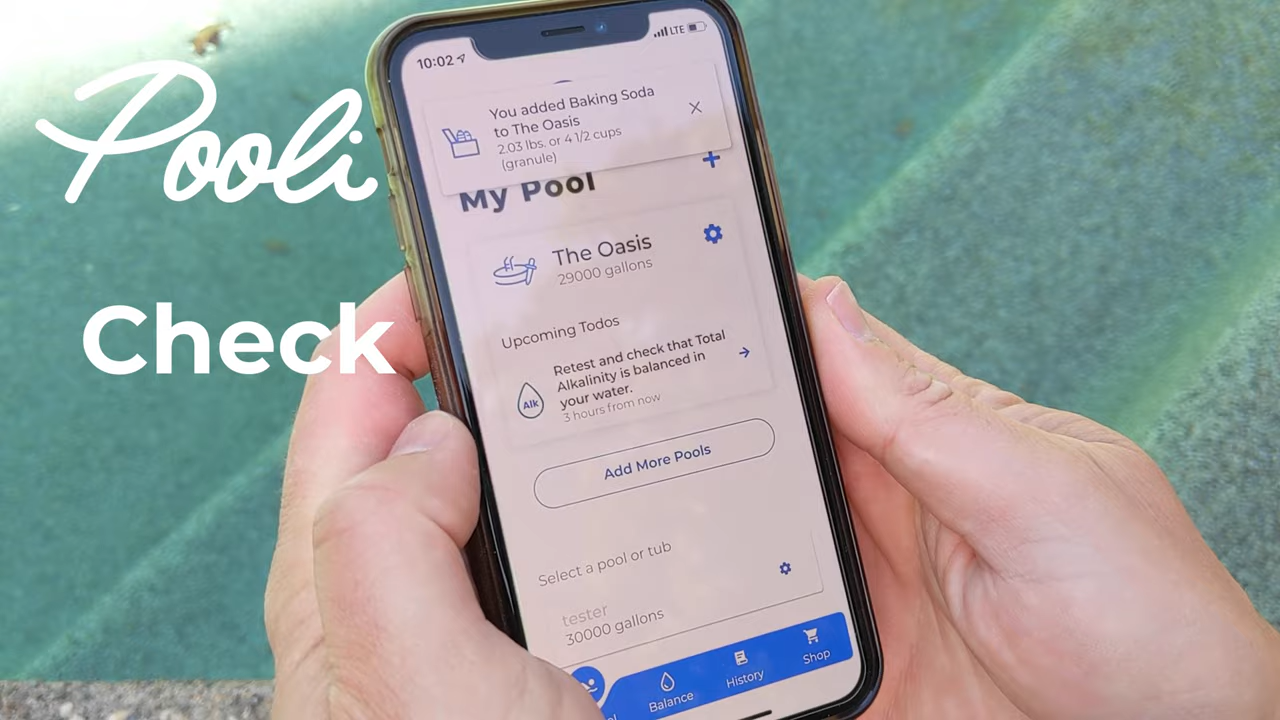 Pooli
Check
10:02
LTE
You added Baking Soda
to The Oasis
2.03 lbs. or 4 1/2 cups
(granule)
My Pool
The Oasis
29000 gallons
Upcoming Todos
Retest and check that Total
Alkalinity is balanced in
your water.
Alk
3 hours from now
Add More Pools
Select a pool or tub
tester
30000 gallons
Balance
History
Shop